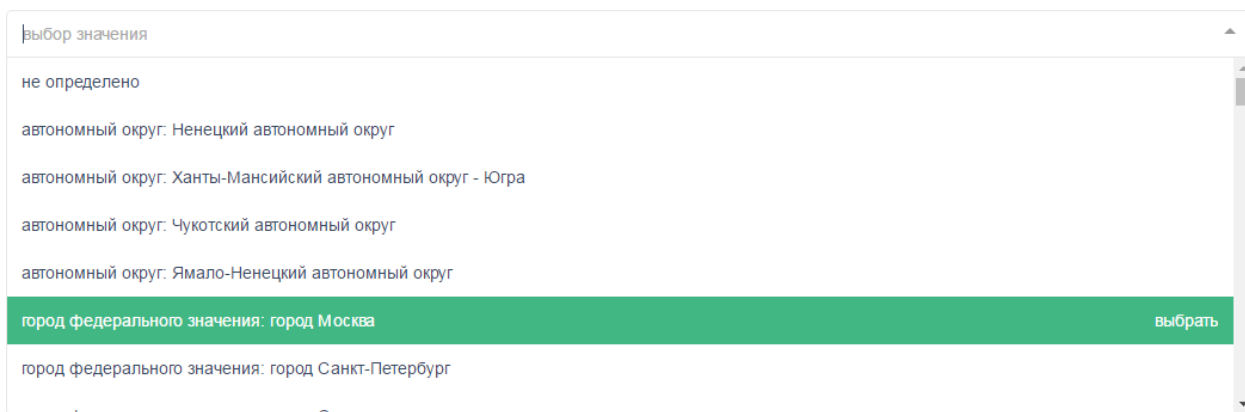 выбор значения
не определено
автономный округ: Ненецкий автономный округ
автономный округ: Ханты-Мансийский автономный округ - Югра
автономный округ: Чукотский автономный округ
автономный округ: Ямало-Ненецкий автономный округ
город федерального значения: город Москва выбрать
город федерального значения: город Санкт-Петербург